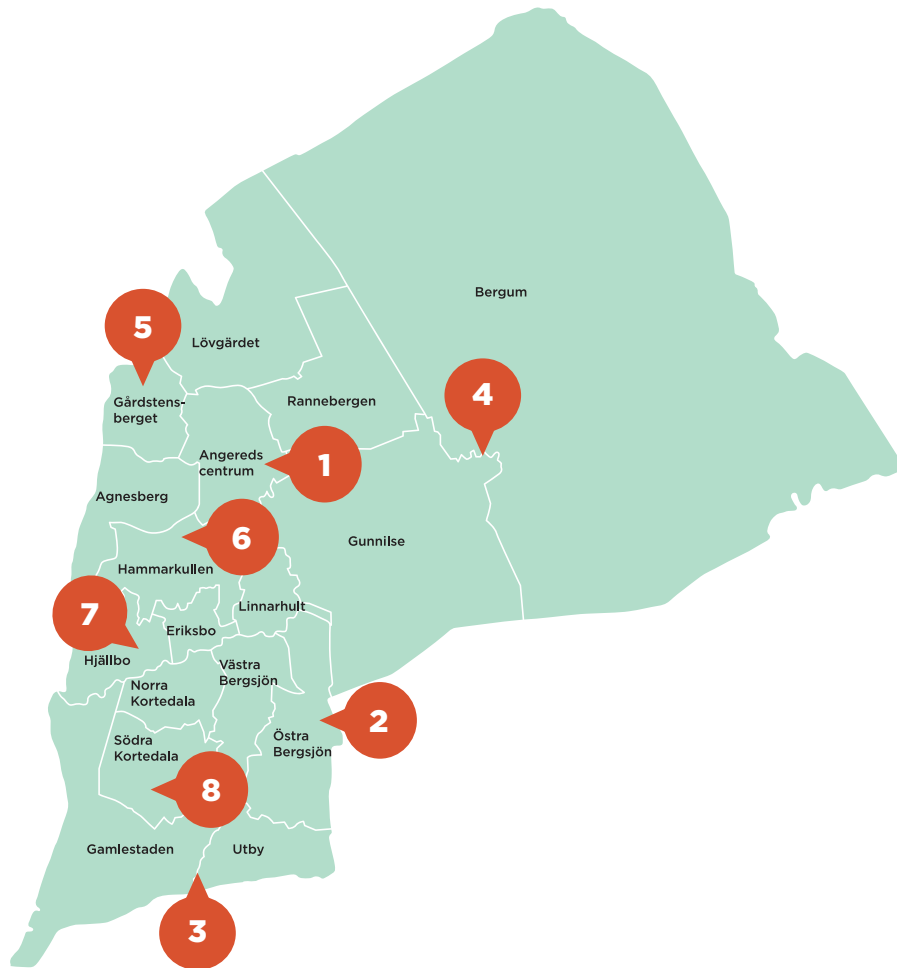 Bergum
5
Lövgärdet
Gårdstens-
berget
Rannebergen
4
Angereds
centrum
1
Agnesberg
6
Gunnilse
Hammarkullen
7
Linnarhult
Eriksbo
Hjällbo
Västra
Bergsjön
Norra
Kortedala
2
Östra
Bergsjön
Södra
Kortedala
8
Gamlestaden
Utby
3